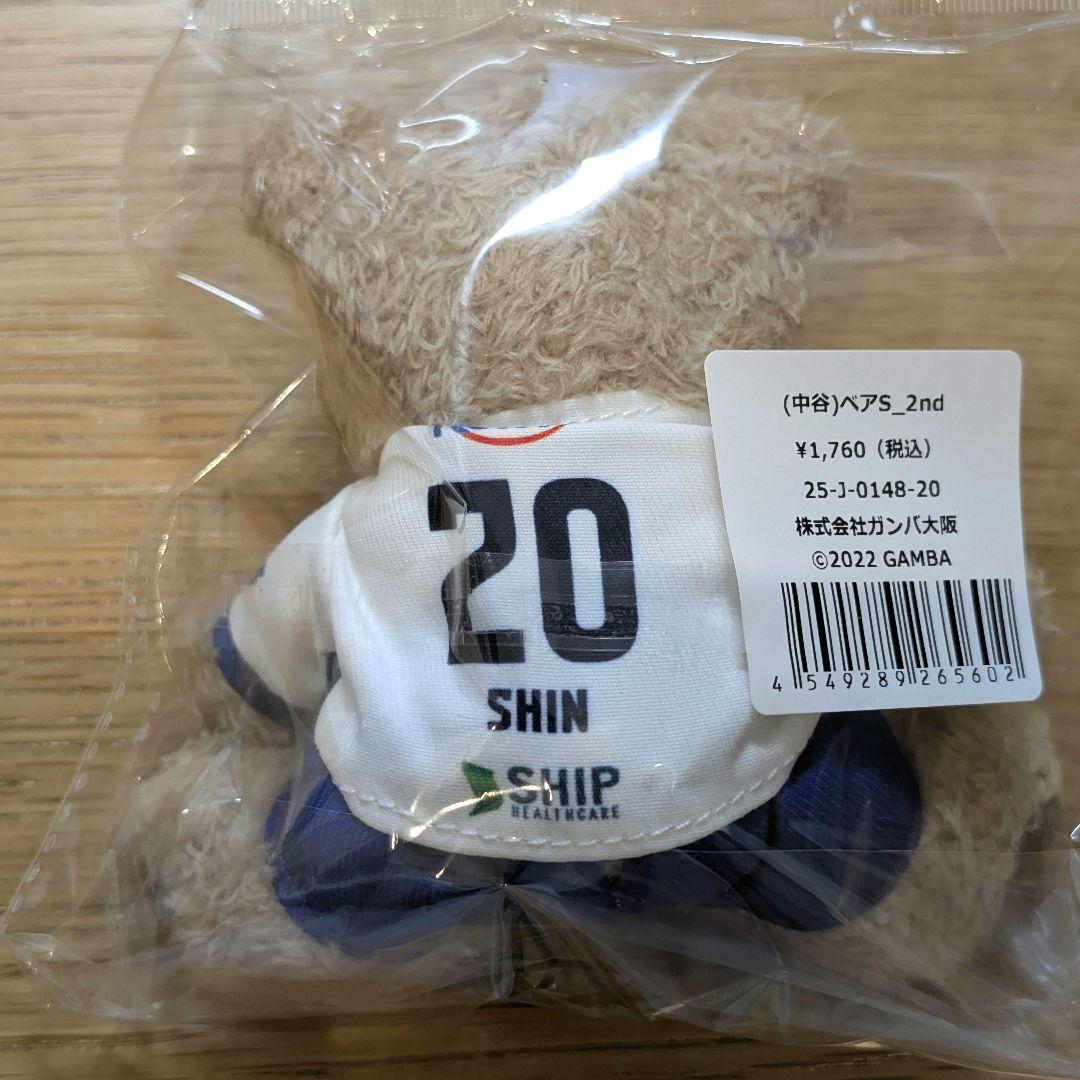 20
SHIN
SHIP
HEALTHCARE
(中谷)ベアS_2nd
¥1,760（税込）
25-J-0148-20
株式会社ガンバ大阪
©2022 GAMBA
4 549289 265602